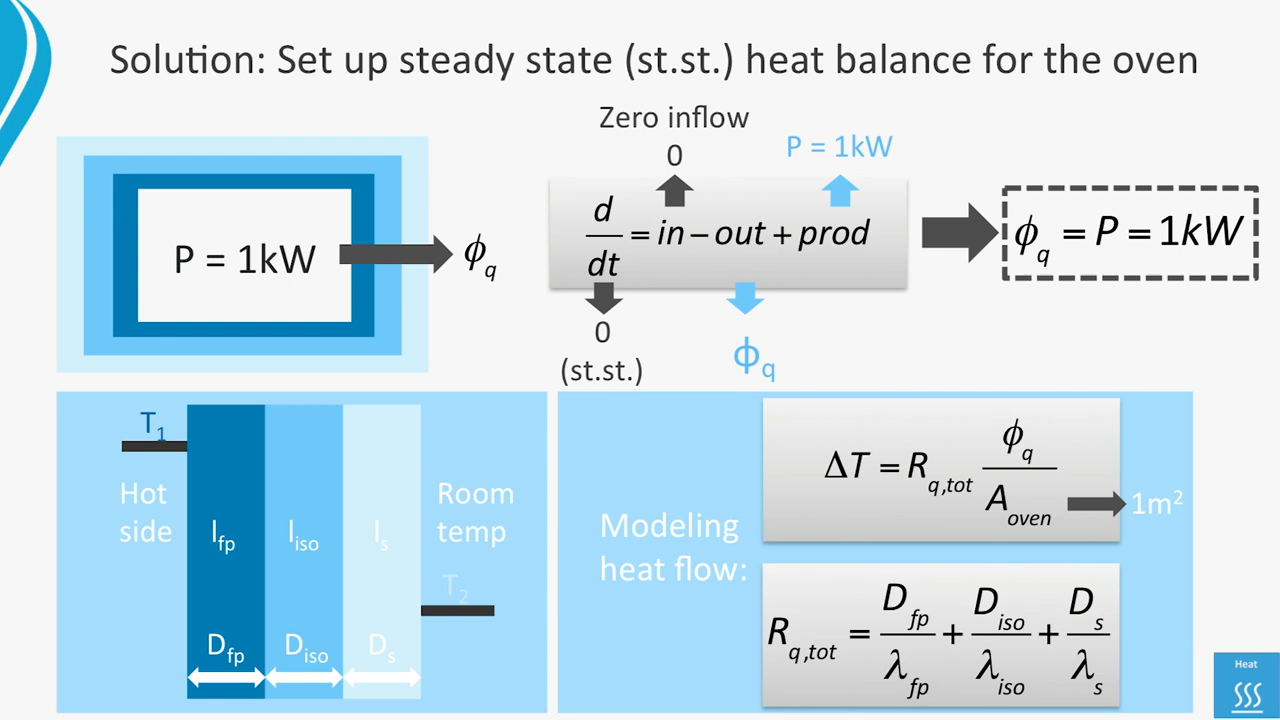 Solution: Set up steady state (st.st.) heat balance for the oven
Zero inflow
0
P = 1kW
P = 1kW
ϕq
d/dt = in – out + prod
ϕq = P = 1kW
0
(st.st.)
ϕq
T1
Hot
side
lfp
liso
ls
Room
temp
T2
Dfp
Diso
Ds
Modeling
heat flow:
ΔT = Rq,tot ϕq/Aoven
1m²
Rq,tot = Dfp/λfp + Diso/λiso + Ds/λs
Heat